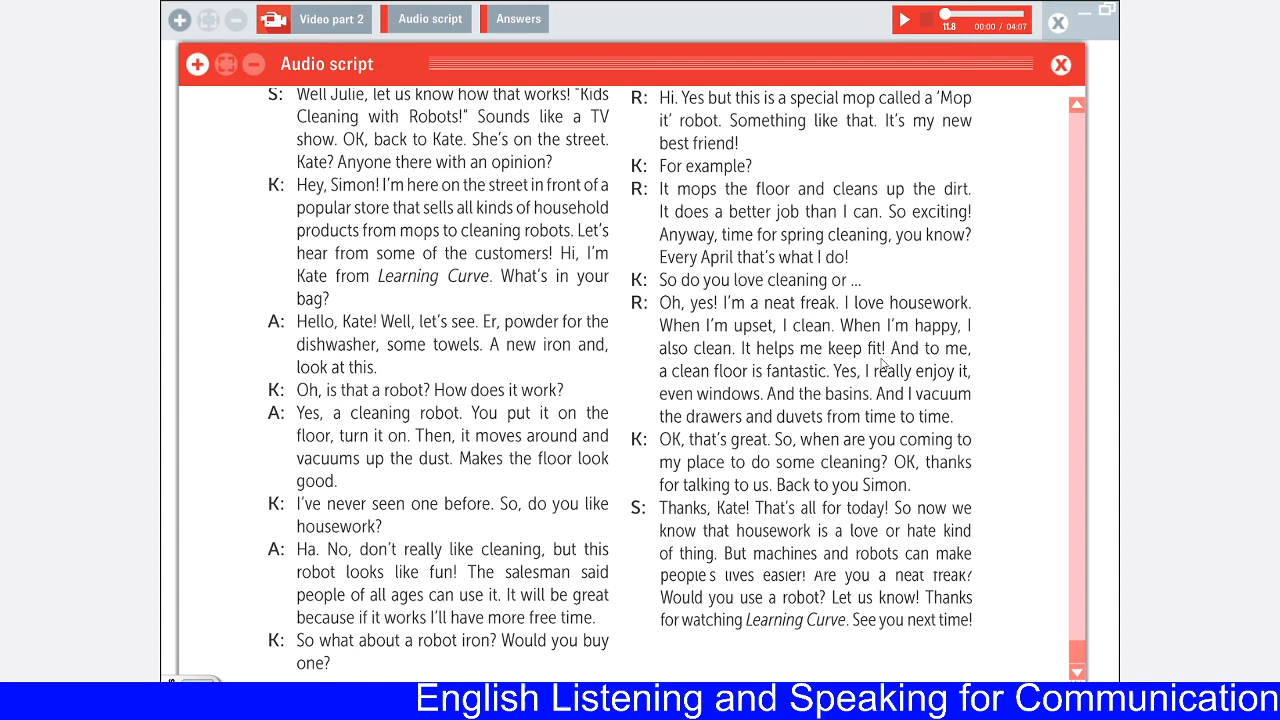 Video part 2
Audio script
Answers
11.8
00:00 / 04:07
Audio script
S: Well Julie, let us know how that works! "Kids
Cleaning with Robots!" Sounds like a TV
show. OK, back to Kate. She's on the street.
Kate? Anyone there with an opinion?
K: Hey, Simon! I'm here on the street in front of a
popular store that sells all kinds of household
products from mops to cleaning robots. Let's
hear from some of the customers! Hi, I'm
Kate from Learning Curve. What's in your
bag?
A: Hello, Kate! Well, let's see. Er, powder for the
dishwasher, some towels. A new iron and,
look at this.
K: Oh, is that a robot? How does it work?
A: Yes, a cleaning robot. You put it on the
floor, turn it on. Then, it moves around and
vacuums up the dust. Makes the floor look
good.
K: I've never seen one before. So, do you like
housework?
A: Ha. No, don't really like cleaning, but this
robot looks like fun! The salesman said
people of all ages can use it. It will be great
because if it works I'll have more free time.
K: So what about a robot iron? Would you buy
one?
R: Hi. Yes but this is a special mop called a 'Mop
it' robot. Something like that. It's my new
best friend!
K: For example?
R: It mops the floor and cleans up the dirt.
It does a better job than I can. So exciting!
Anyway, time for spring cleaning, you know?
Every April that's what I do!
K: So do you love cleaning or ...
R: Oh, yes! I'm a neat freak. I love housework.
When I'm upset, I clean. When I'm happy, I
also clean. It helps me keep fit! And to me,
a clean floor is fantastic. Yes, I really enjoy it,
even windows. And the basins. And I vacuum
the drawers and duvets from time to time.
K: OK, that's great. So, when are you coming to
my place to do some cleaning? OK, thanks
for talking to us. Back to you Simon.
S: Thanks, Kate! That's all for today! So now we
know that housework is a love or hate kind
of thing. But machines and robots can make
people's lives easier! Are you a neat freak?
Would you use a robot? Let us know! Thanks
for watching Learning Curve. See you next time!
English Listening and Speaking for Communication